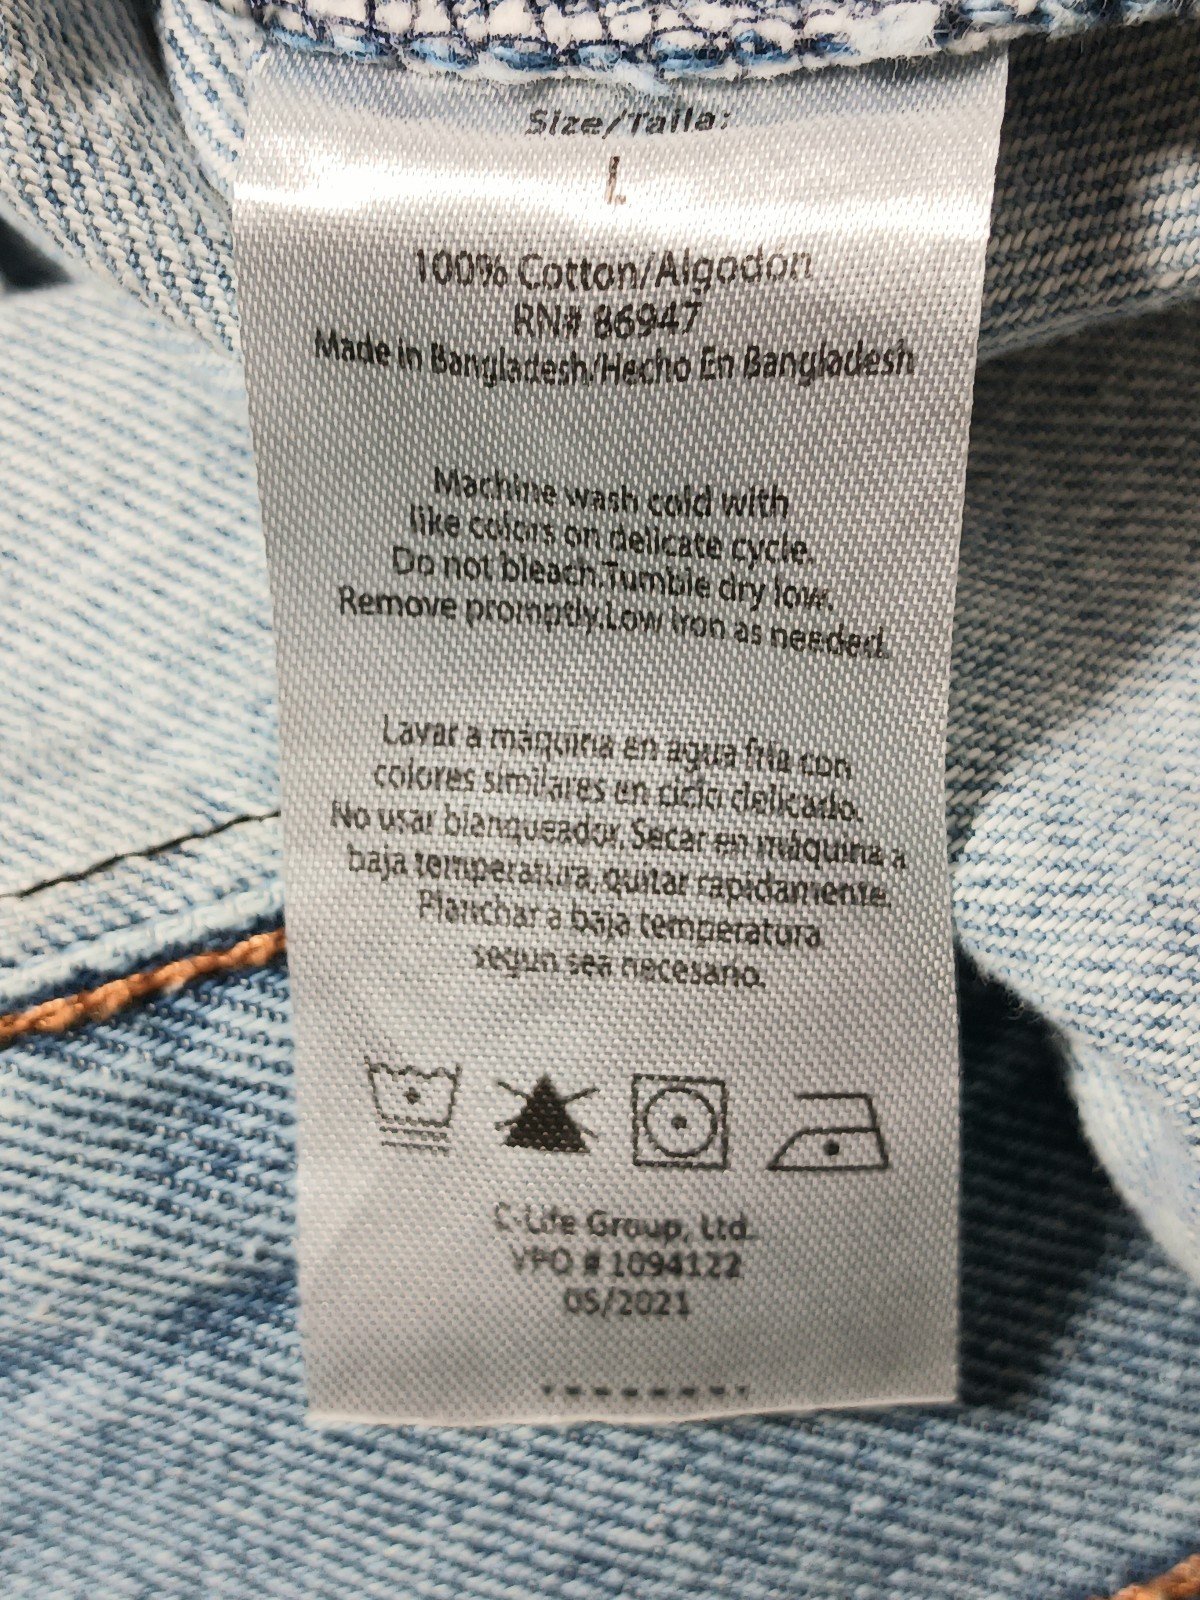 Size/Talla:
L
100% Cotton/Algodón
RN# 86947
Made in Bangladesh/Hecho En Bangladesh
Machine wash cold with
like colors on delicate cycle.
Do not bleach.Tumble dry low.
Remove promptly.Low iron as needed.
Lavar a máquina en agua fría con
colores similares en ciclo delicado.
No usar blanqueador. Secar en máquina a
baja temperatura, quitar rapidamente.
Planchar a baja temperatura
segun sea necesario.
C-Life Group, Ltd.
VPO # 1094122
05/2021